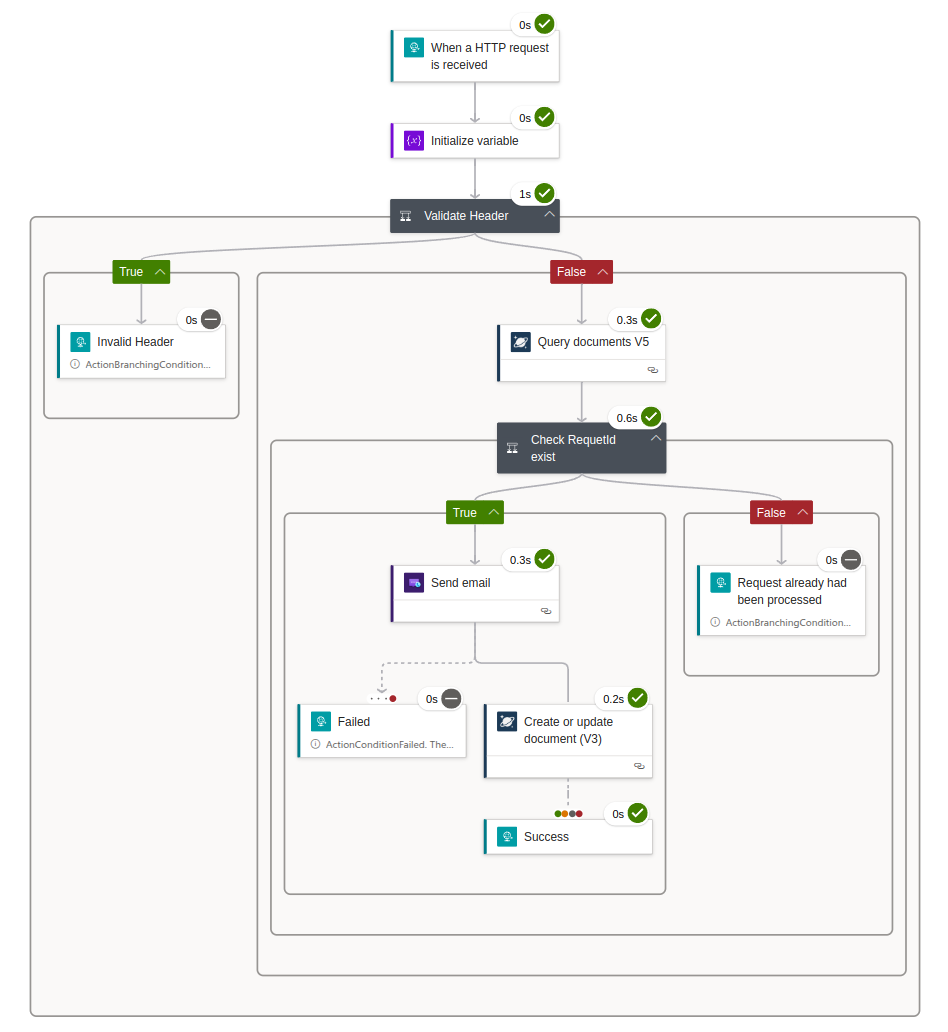 0s
When a HTTP request
is received
0s
Initialize variable
{x}
1s
Validate Header
True
False
0s
Invalid Header
ActionBranchingCondition...
0.3s
Query documents V5
0.6s
Check RequetId
exist
True
False
0.3s
Send email
0s
Request already had
been processed
ActionBranchingCondition...
0s
Failed
ActionConditionFailed. The...
0.2s
Create or update
document (V3)
0s
Success